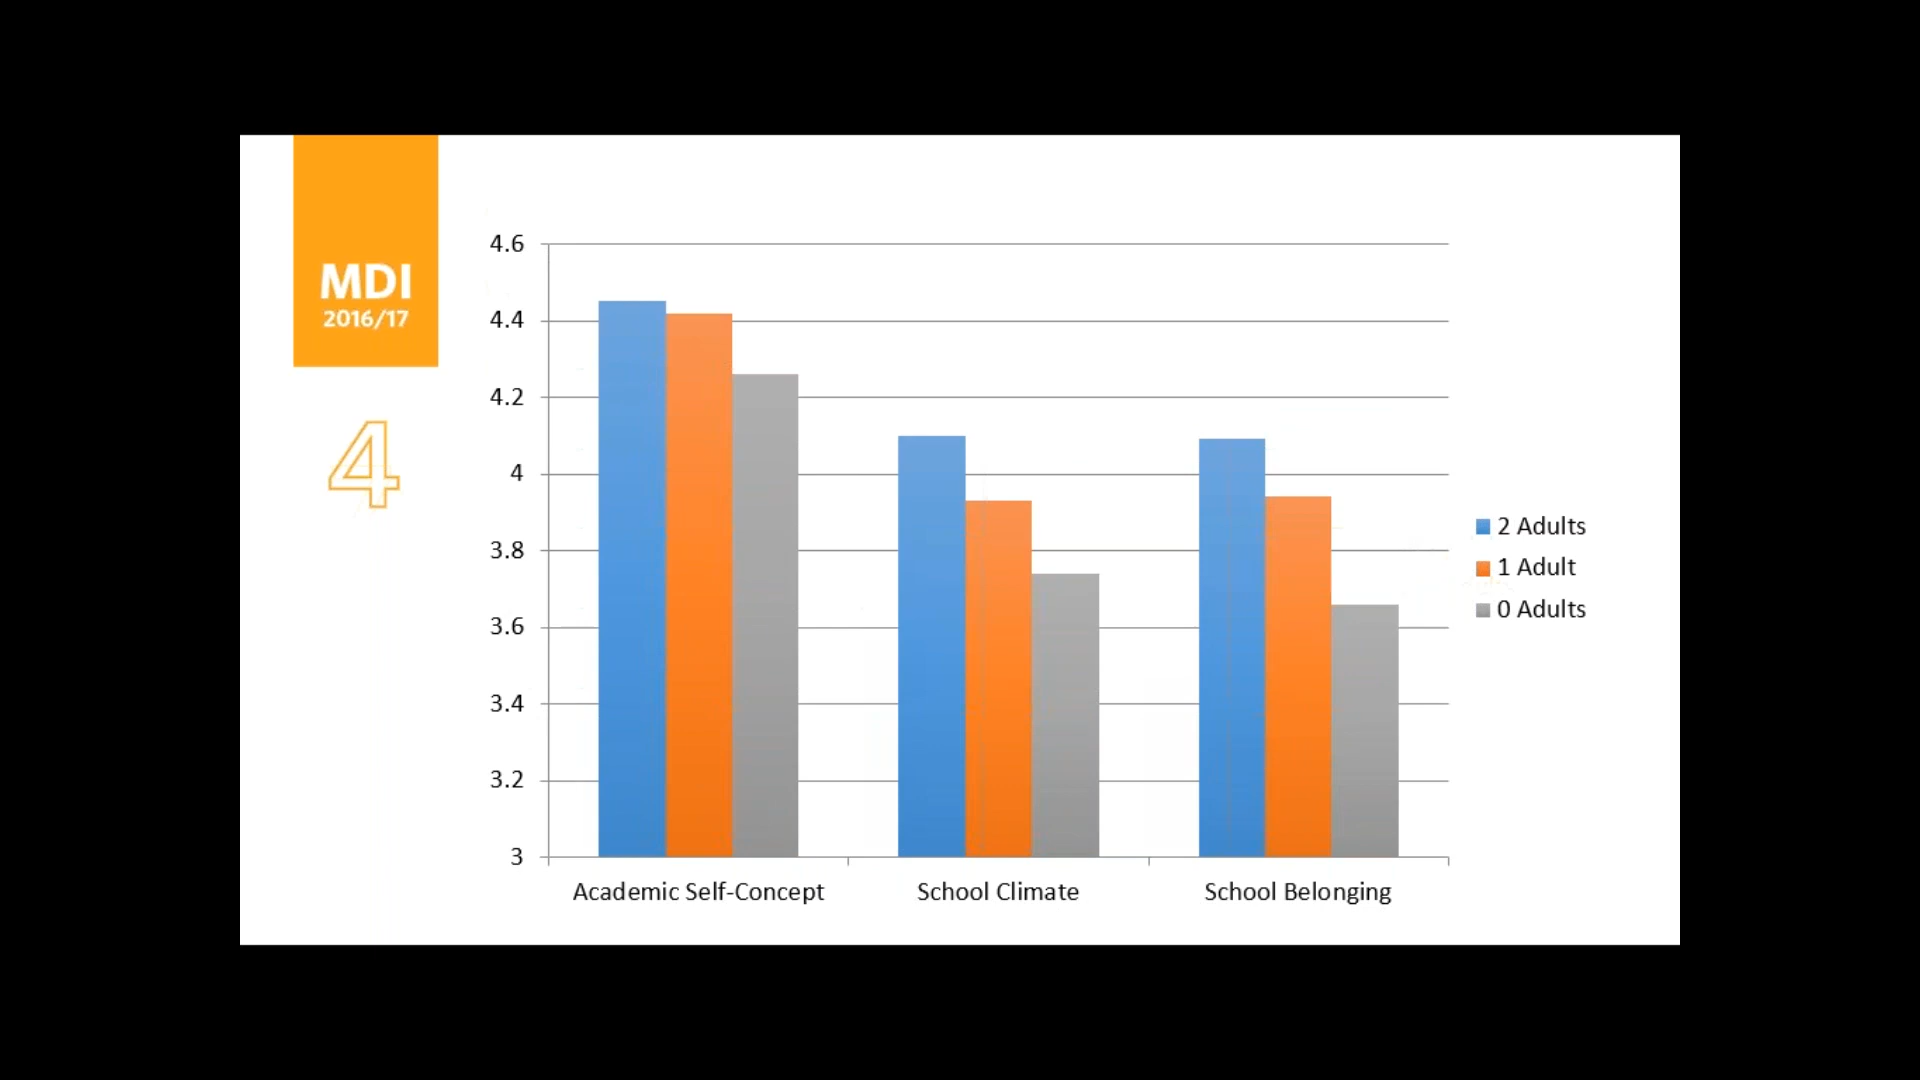 MDI
2016/17
4
4.6
4.4
4.2
4
3.8
3.6
3.4
3.2
3
Academic Self-Concept
School Climate
School Belonging
2 Adults
1 Adult
0 Adults